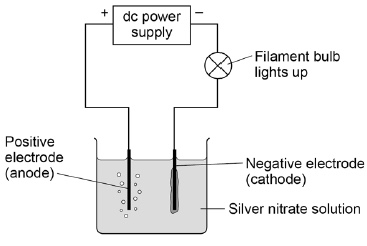 +
dc power
supply
–
Filament bulb
lights up
Positive
electrode
(anode)
Negative electrode
(cathode)
Silver nitrate solution